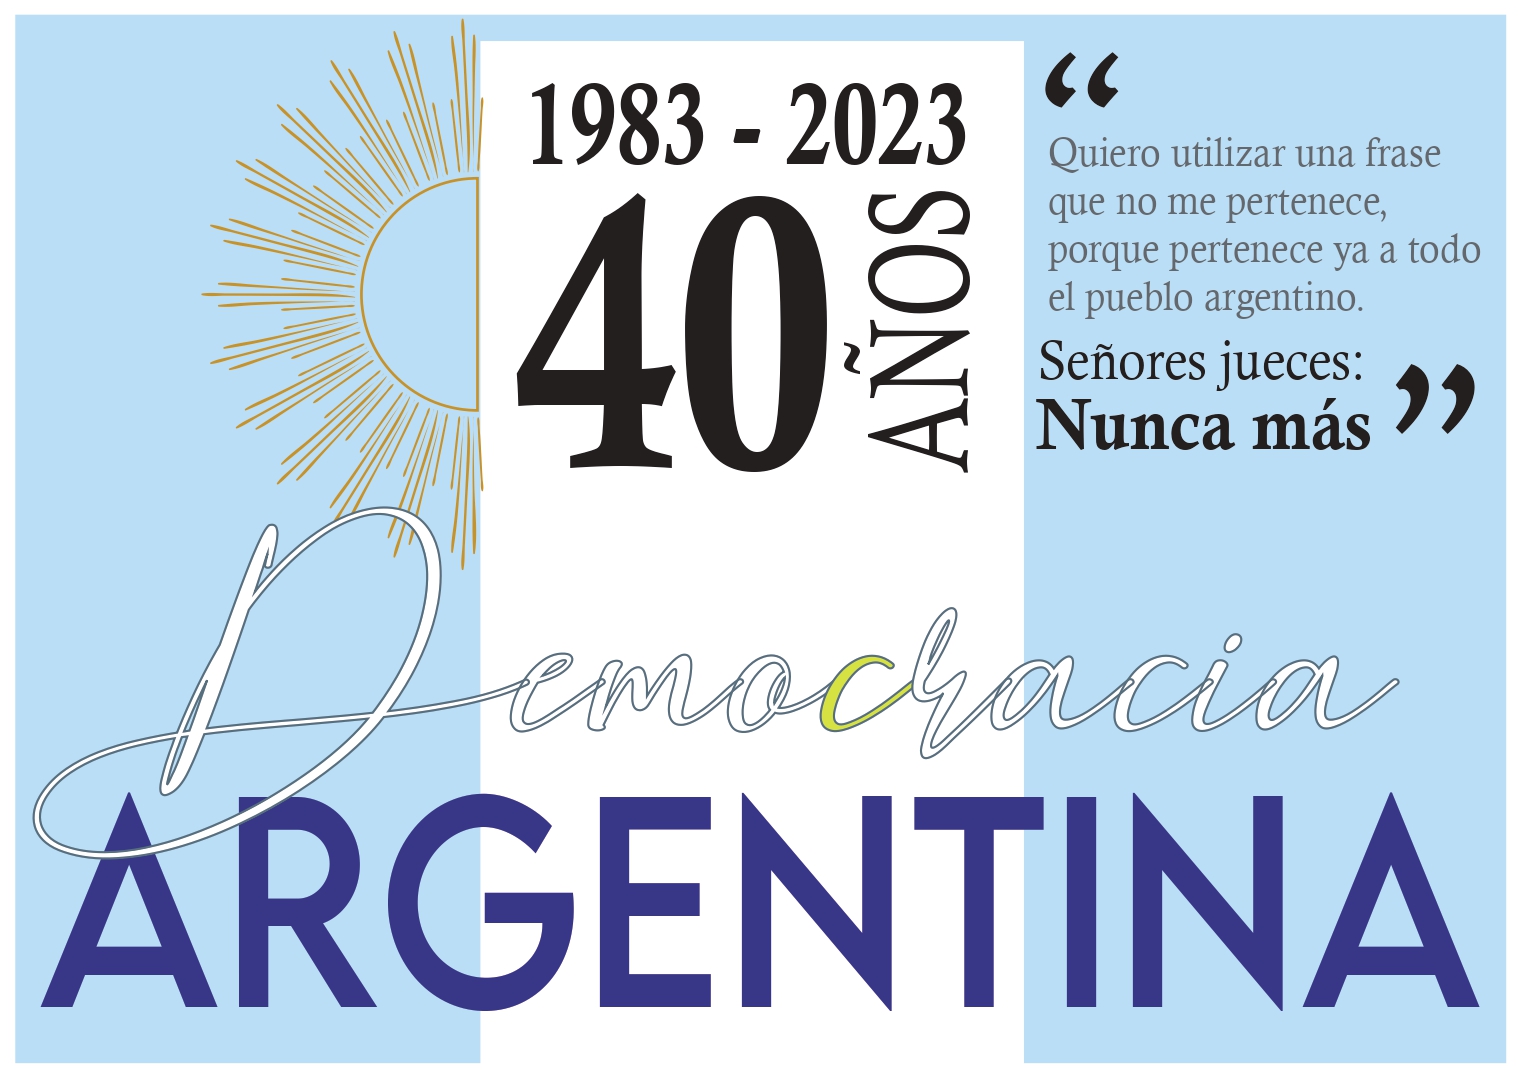 1983 - 2023
40 AÑOS
“
Quiero utilizar una frase
que no me pertenece,
porque pertenece ya a todo
el pueblo argentino.
Señores jueces:
Nunca más ”
Democracia
ARGENTINA